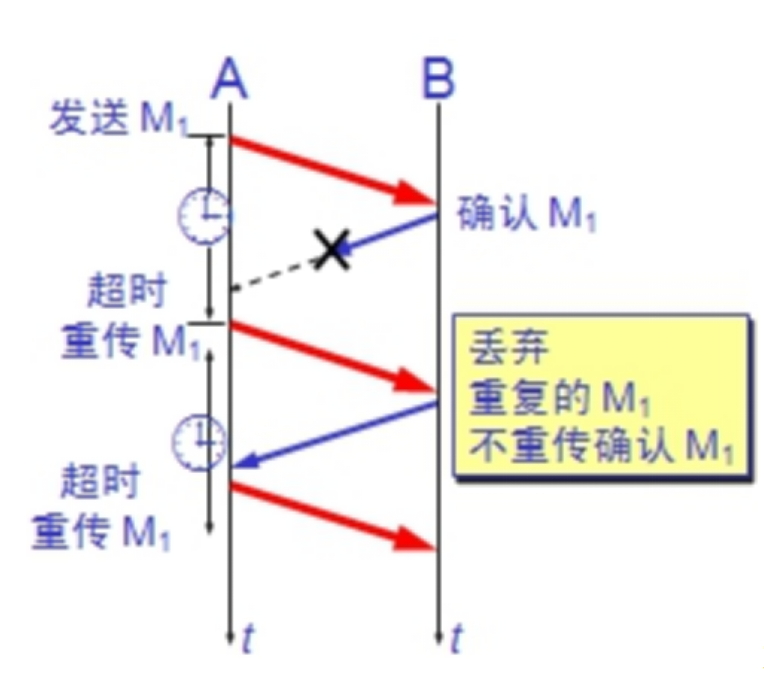 A
B
发送 M₁
确认 M₁
超时
重传 M₁
丢弃
重复的 M₁
不重传确认 M₁
超时
重传 M₁
t
t